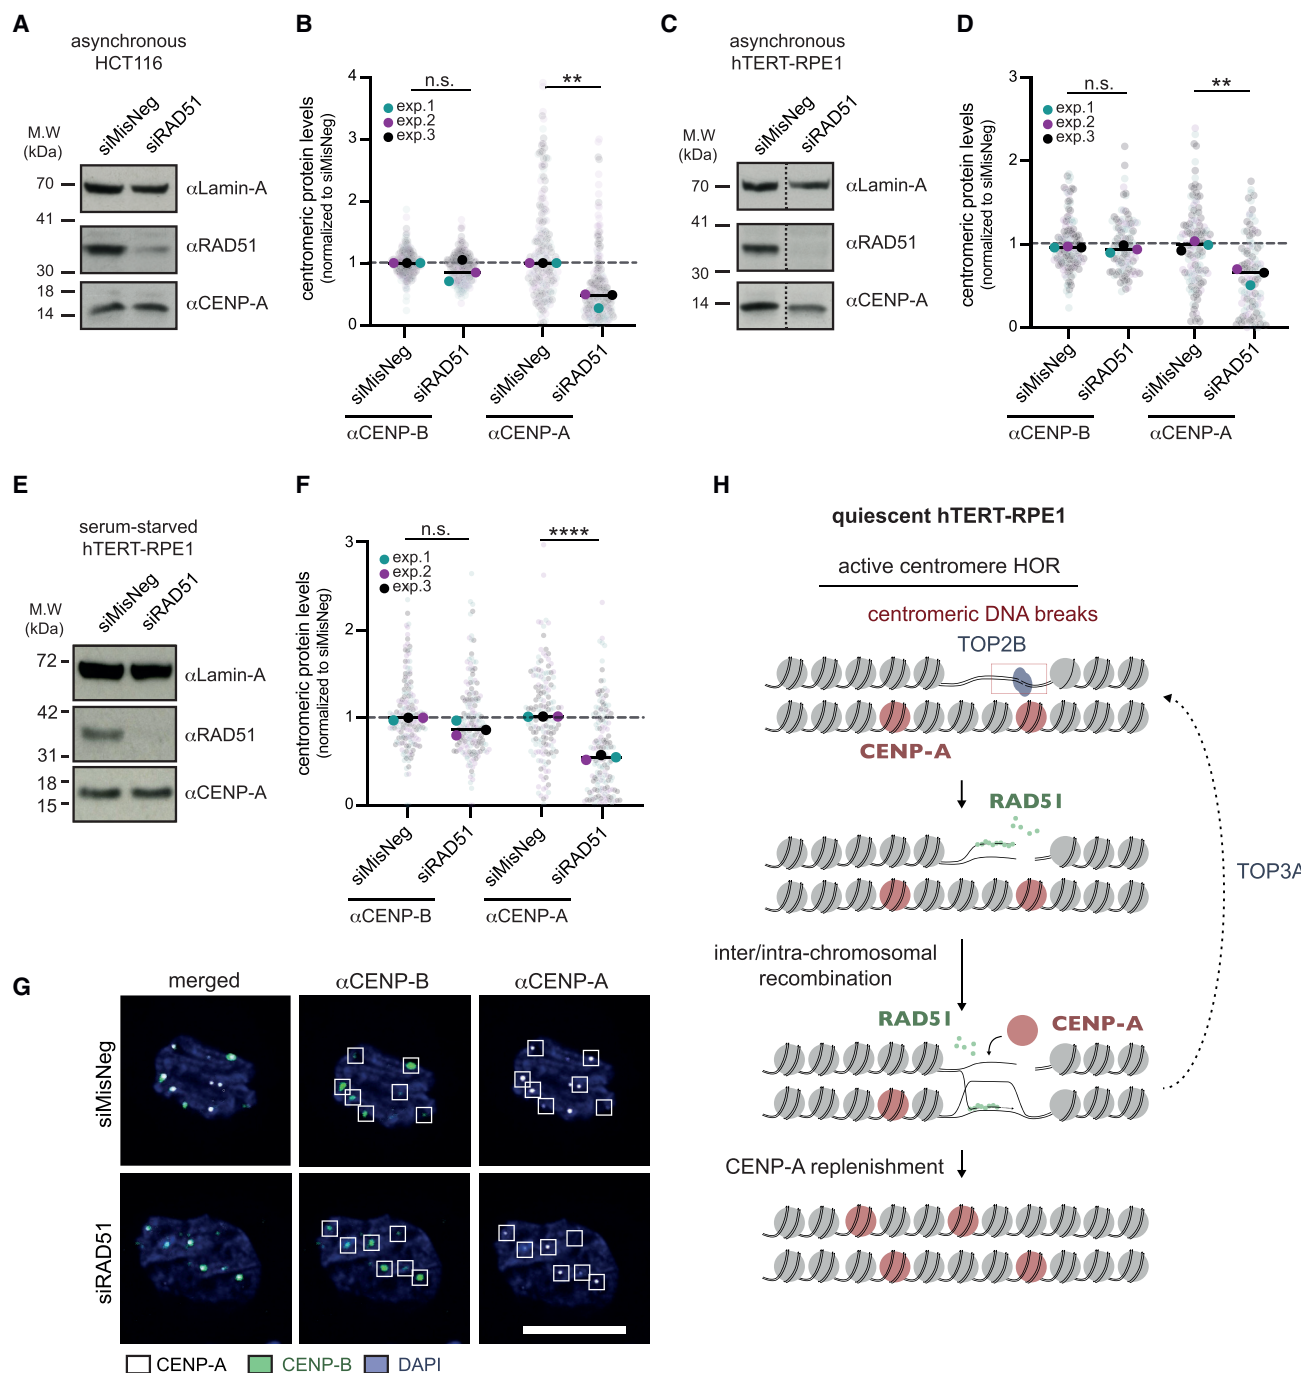 A
asynchronous
HCT116
M.W
(kDa)
siMisNeg
siRAD51
70
41
30
18
14
αLamin-A
αRAD51
αCENP-A
B
centromeric protein levels
(normalized to siMisNeg)
4
3
2
1
0
n.s.
**
exp.1
exp.2
exp.3
siMisNeg
siRAD51
siMisNeg
siRAD51
αCENP-B
αCENP-A
C
asynchronous
hTERT-RPE1
M.W
(kDa)
siMisNeg
siRAD51
70
41
30
14
αLamin-A
αRAD51
αCENP-A
D
centromeric protein levels
(normalized to siMisNeg)
3
2
1
0
n.s.
**
exp.1
exp.2
exp.3
siMisNeg
siRAD51
siMisNeg
siRAD51
αCENP-B
αCENP-A
E
serum-starved
hTERT-RPE1
M.W
(kDa)
siMisNeg
siRAD51
72
42
31
18
15
αLamin-A
αRAD51
αCENP-A
F
centromeric protein levels
(normalized to siMisNeg)
3
2
1
0
n.s.
****
exp.1
exp.2
exp.3
siMisNeg
siRAD51
siMisNeg
siRAD51
αCENP-B
αCENP-A
G
merged
αCENP-B
αCENP-A
siMisNeg
siRAD51
CENP-A
CENP-B
DAPI
H
quiescent hTERT-RPE1
active centromere HOR
centromeric DNA breaks
TOP2B
CENP-A
RAD51
TOP3A
inter/intra-chromosomal
recombination
RAD51
CENP-A
CENP-A replenishment